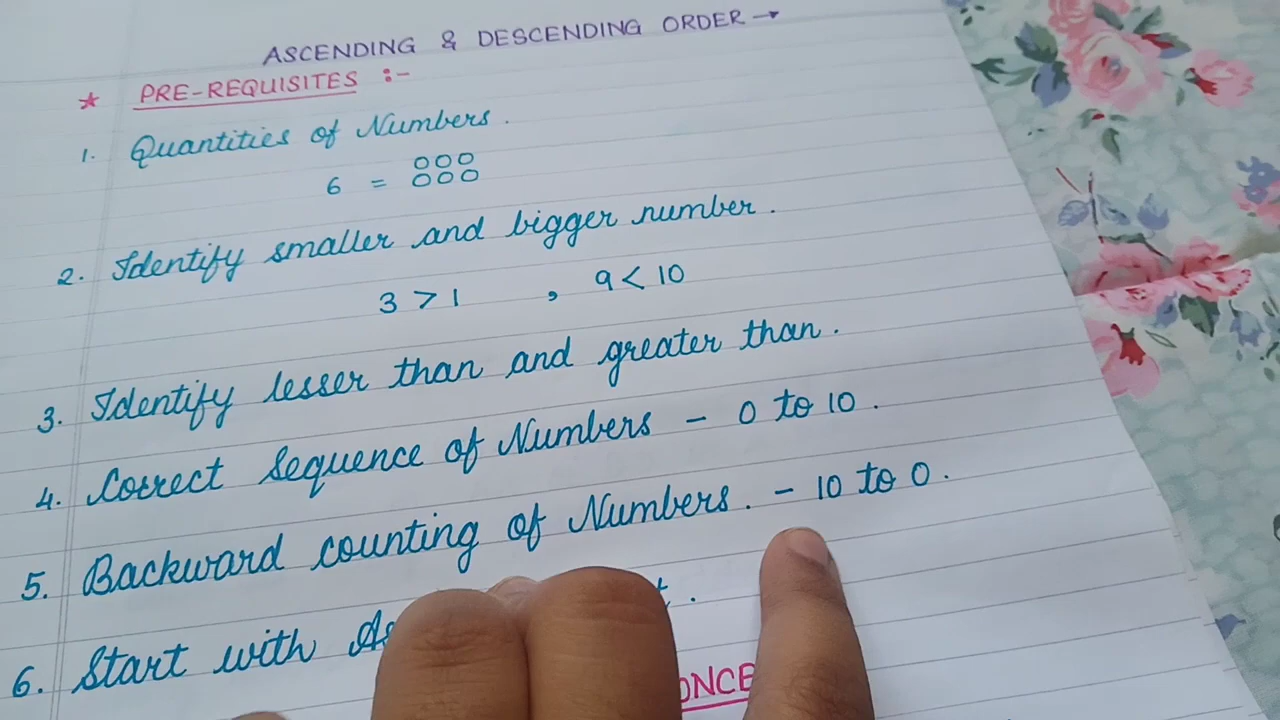 ASCENDING & DESCENDING ORDER →
* PRE-REQUISITES :-
1. Quantities of Numbers.
6 = ooo
ooo
2. Identify smaller and bigger number.
3 > 1 , 9 < 10
3. Identify lesser than and greater than.
4. Correct sequence of Numbers - 0 to 10.
5. Backward counting of Numbers. - 10 to 0.
6. Start with